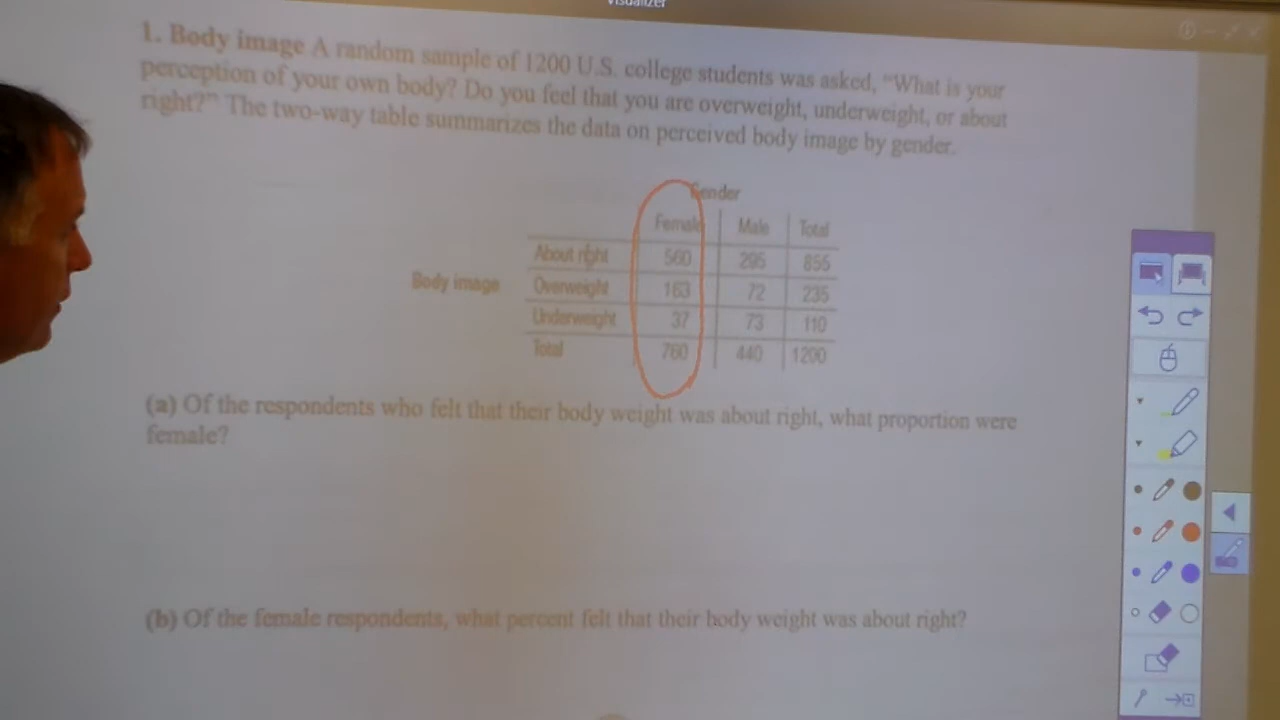 Visualizer
1. Body image A random sample of 1200 U.S. college students was asked, “What is your
perception of your own body? Do you feel that you are overweight, underweight, or about
right?” The two-way table summarizes the data on perceived body image by gender.
Gender
Female Male Total
About right 560 295 855
Body image Overweight 163 72 235
Underweight 37 73 110
Total 760 440 1200
(a) Of the respondents who felt that their body weight was about right, what proportion were
female?
(b) Of the female respondents, what percent felt that their body weight was about right?